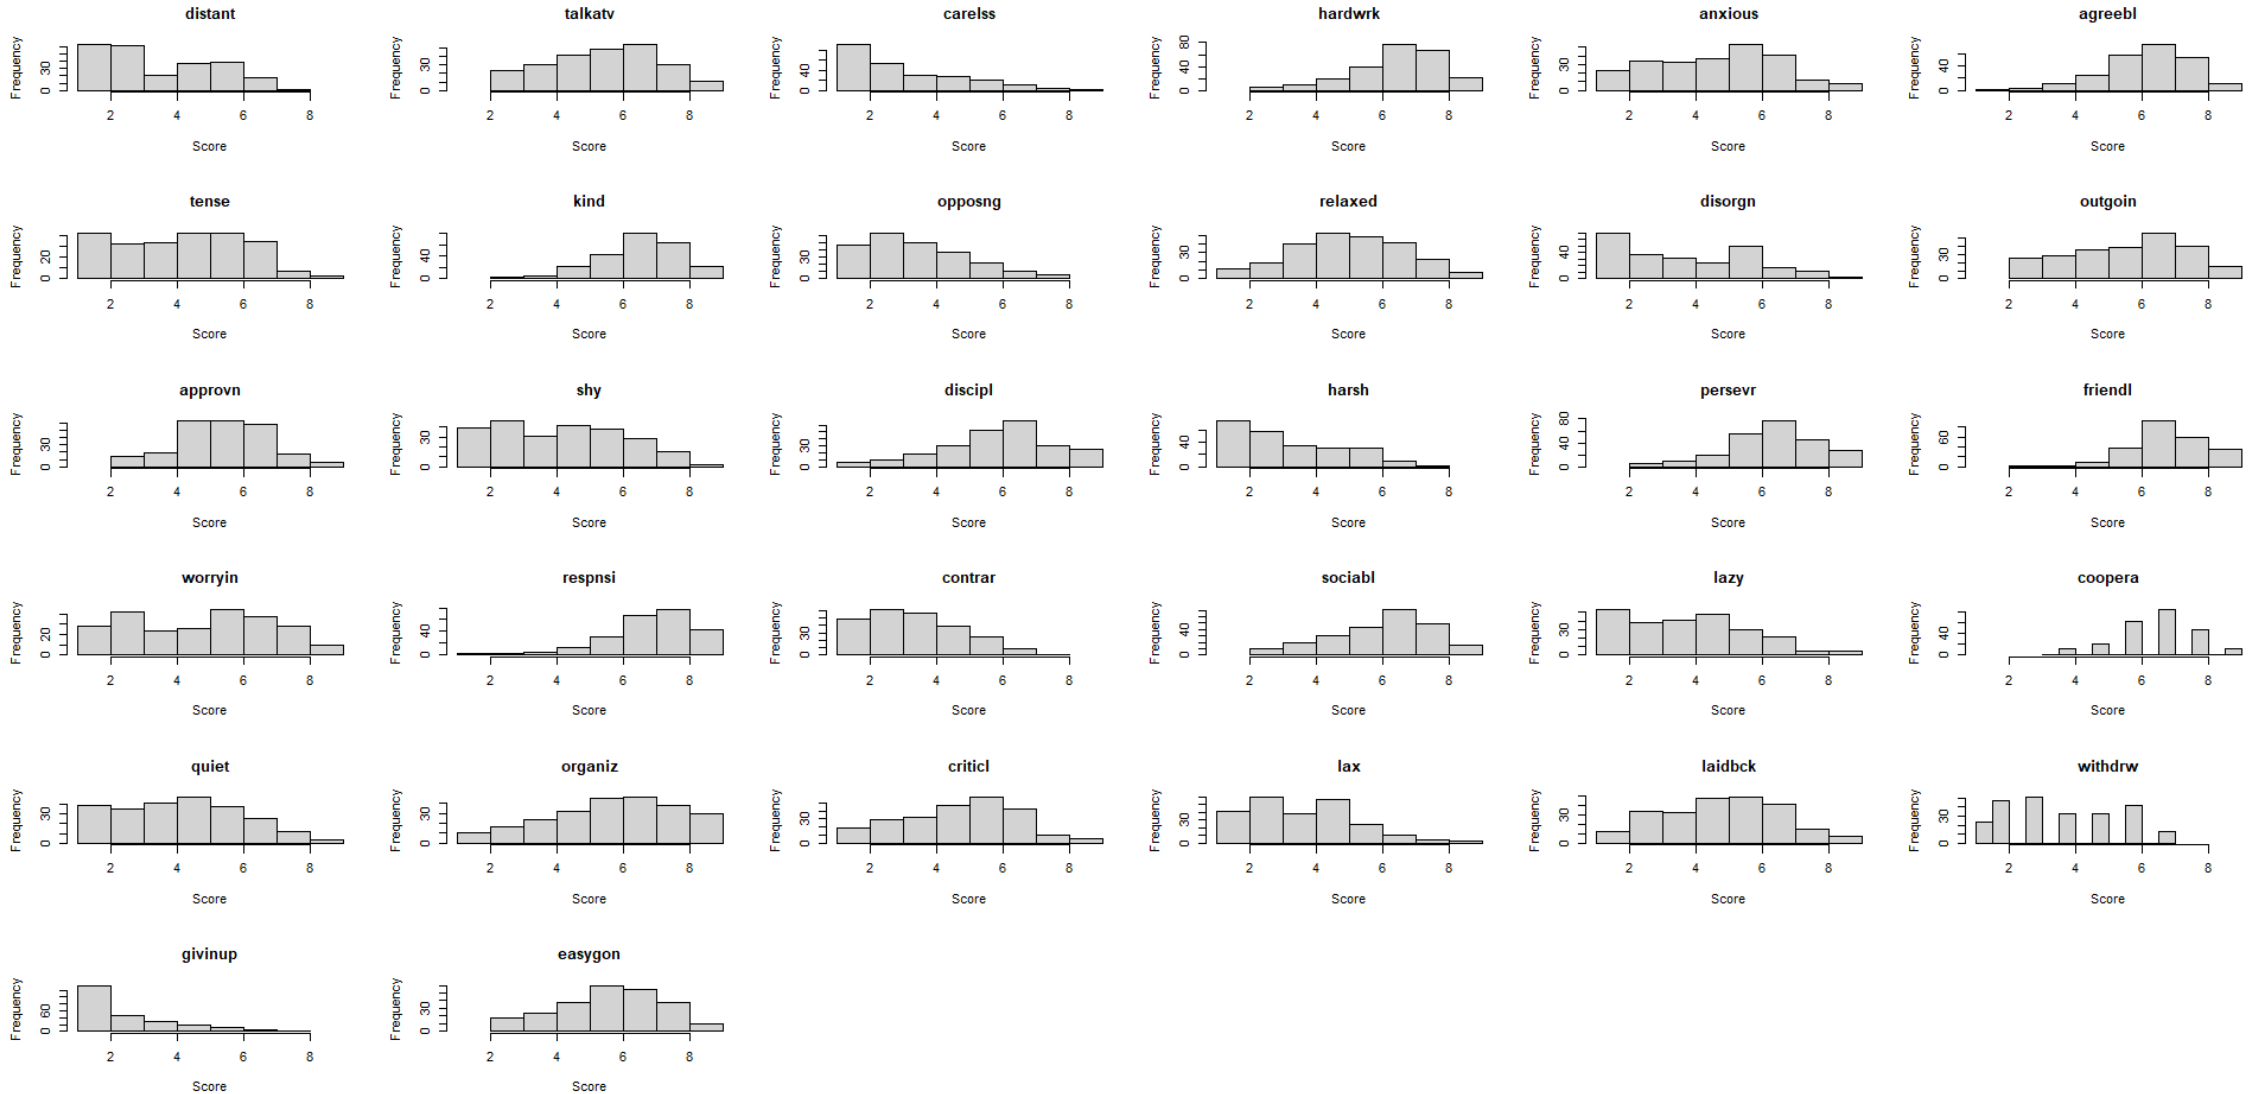 distant talkatv carelss hardwrk anxious agreebl
Frequency Frequency Frequency Frequency Frequency Frequency
0 30 0 30 0 40 0 40 80 0 30 0 40
2 4 6 8 2 4 6 8 2 4 6 8 2 4 6 8 2 4 6 8 2 4 6 8
Score Score Score Score Score Score
tense kind opposng relaxed disorgn outgoin
Frequency Frequency Frequency Frequency Frequency Frequency
0 20 0 40 0 30 0 30 0 40 0 30
2 4 6 8 2 4 6 8 2 4 6 8 2 4 6 8 2 4 6 8 2 4 6 8
Score Score Score Score Score Score
approvn shy discipl harsh persevr friendl
Frequency Frequency Frequency Frequency Frequency Frequency
0 30 0 30 0 30 0 40 0 40 80 0 60
2 4 6 8 2 4 6 8 2 4 6 8 2 4 6 8 2 4 6 8 2 4 6 8
Score Score Score Score Score Score
worryin respnsi contrar sociabl lazy coopera
Frequency Frequency Frequency Frequency Frequency Frequency
0 20 0 40 0 30 0 40 0 30 0 40
2 4 6 8 2 4 6 8 2 4 6 8 2 4 6 8 2 4 6 8 2 4 6 8
Score Score Score Score Score Score
quiet organiz criticl lax laidbck withdrw
Frequency Frequency Frequency Frequency Frequency Frequency
0 30 0 30 0 30 0 30 0 30 0 30
2 4 6 8 2 4 6 8 2 4 6 8 2 4 6 8 2 4 6 8 2 4 6 8
Score Score Score Score Score Score
givinup easygon
Frequency Frequency
0 60 0 30
2 4 6 8 2 4 6 8
Score Score